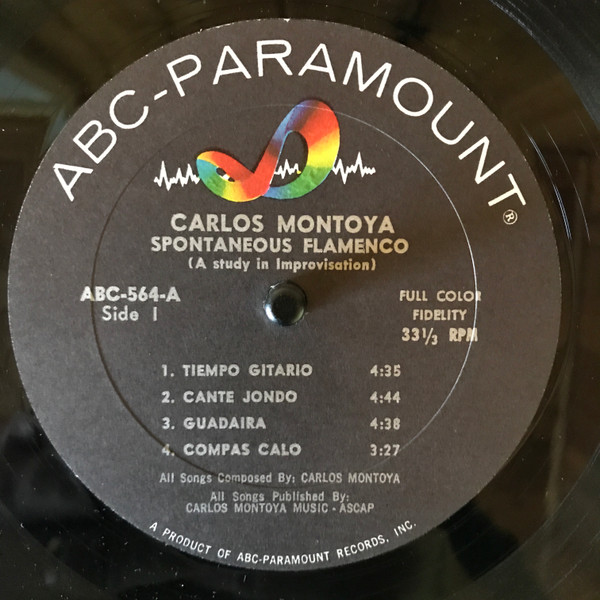 ABC-PARAMOUNT®
CARLOS MONTOYA
SPONTANEOUS FLAMENCO
(A study in Improvisation)
ABC-564-A
Side 1
FULL COLOR
FIDELITY
33⅓ RPM
1. TIEMPO GITARIO 4:35
2. CANTE JONDO 4:44
3. GUADAIRA 4:38
4. COMPAS CALO 3:27
All Songs Composed By: CARLOS MONTOYA
All Songs Published By:
CARLOS MONTOYA MUSIC - ASCAP
A PRODUCT OF ABC-PARAMOUNT RECORDS, INC.